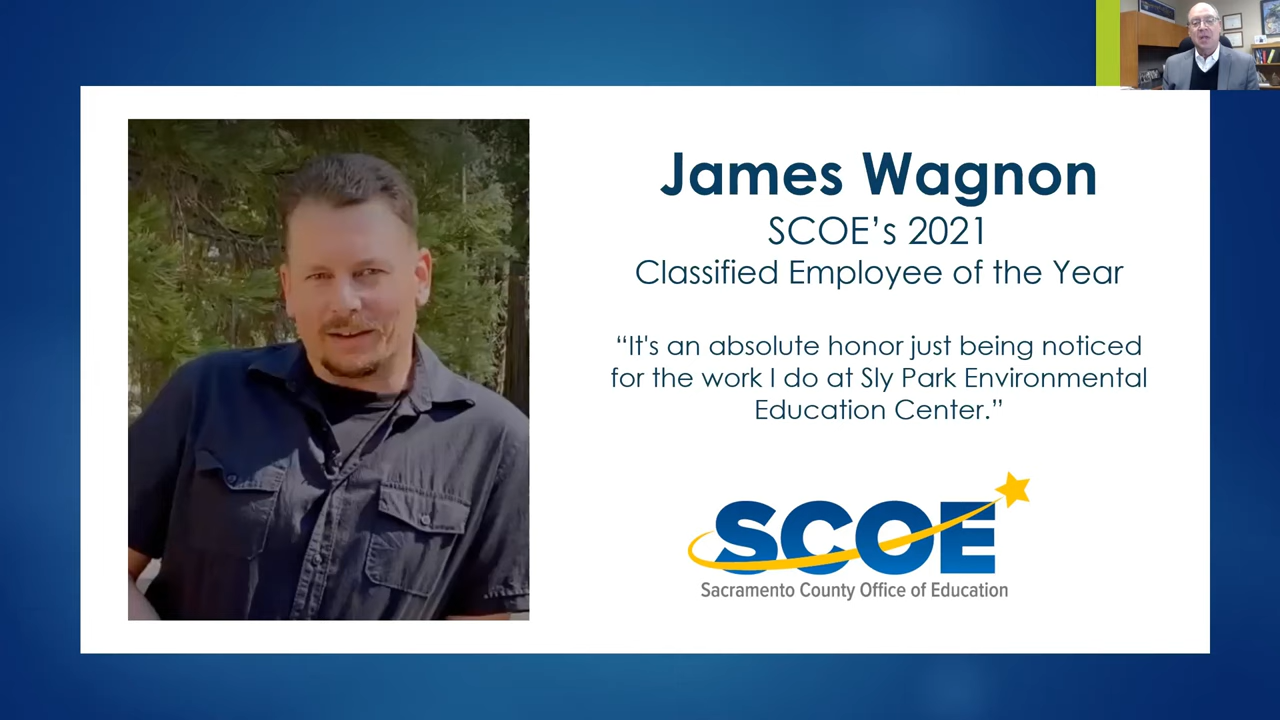 James Wagnon
SCOE’s 2021
Classified Employee of the Year
“It's an absolute honor just being noticed
for the work I do at Sly Park Environmental
Education Center.”
SCOE
Sacramento County Office of Education